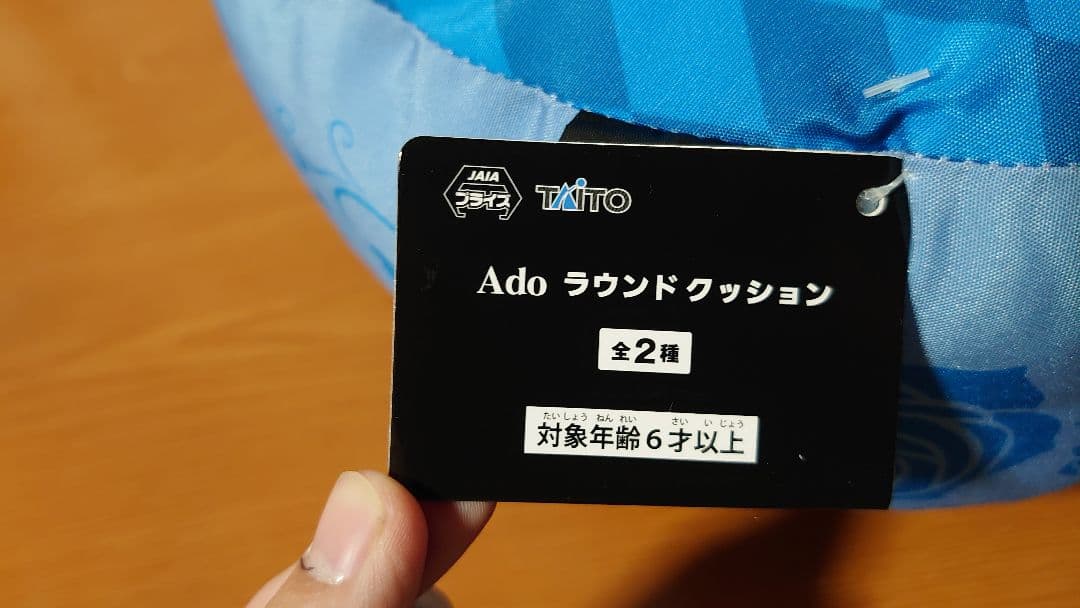 JAIA
プライズ
TAITO
Ado ラウンド クッション
全2種
たいしょう ねん れい さい い じょう
対象年齢6才以上